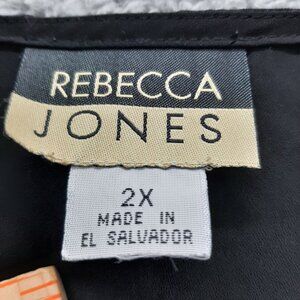 REBECCA
JONES
2X
MADE IN
EL SALVADOR